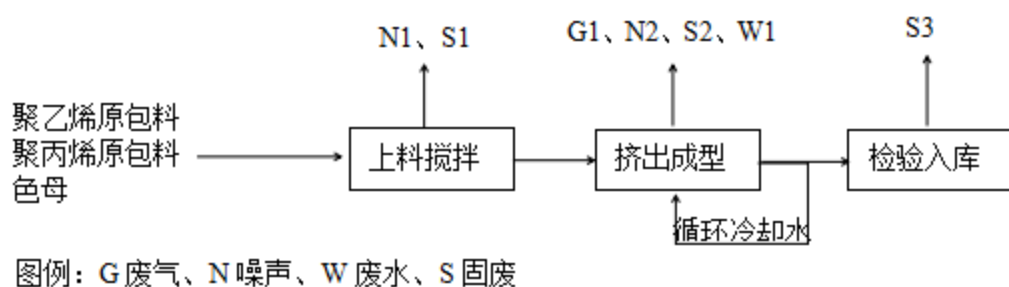 N1、S1
G1、N2、S2、W1
S3
聚乙烯原包料
聚丙烯原包料
色母
上料搅拌
挤出成型
检验入库
循环冷却水
图例：G废气、N噪声、W废水、S固废